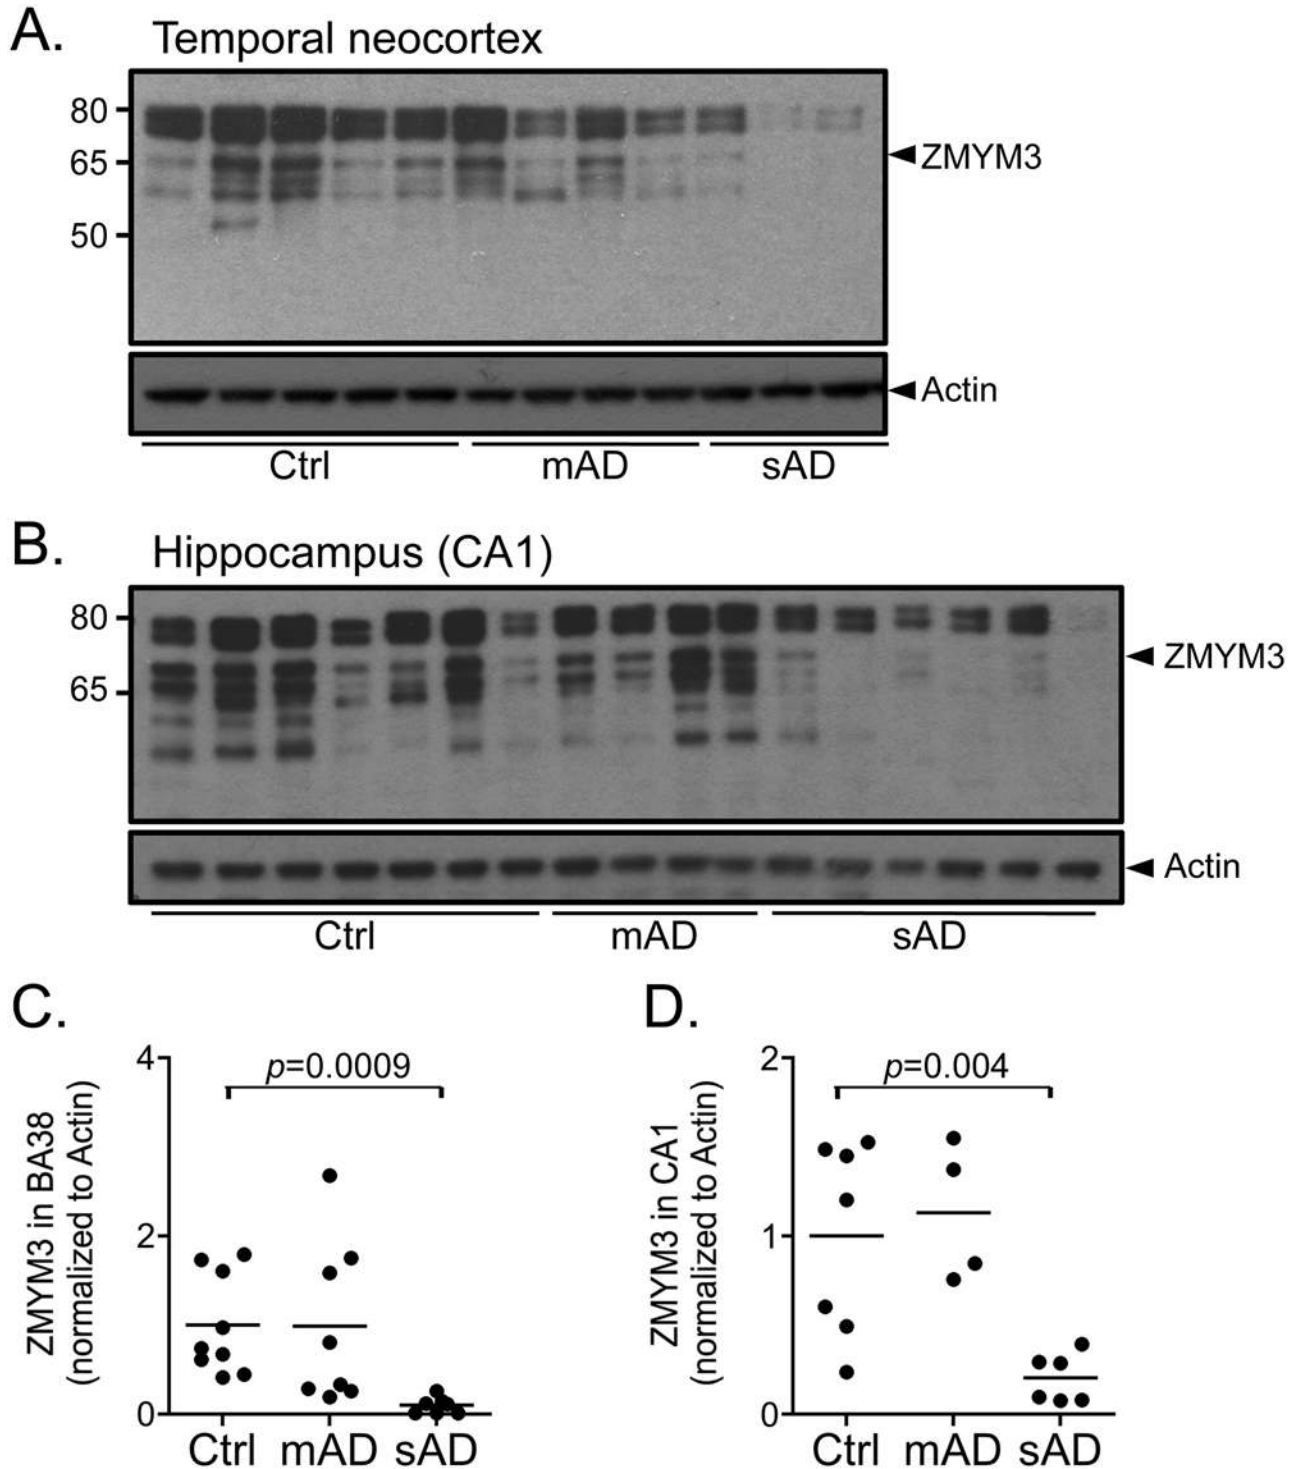 A. Temporal neocortex
80
65
ZMYM3
50
Actin
Ctrl mAD sAD
B. Hippocampus (CA1)
80
ZMYM3
65
Actin
Ctrl mAD sAD
C.
ZMYM3 in BA38
(normalized to Actin)
4
2
0
p=0.0009
Ctrl mAD sAD
D.
ZMYM3 in CA1
(normalized to Actin)
2
1
0
p=0.004
Ctrl mAD sAD